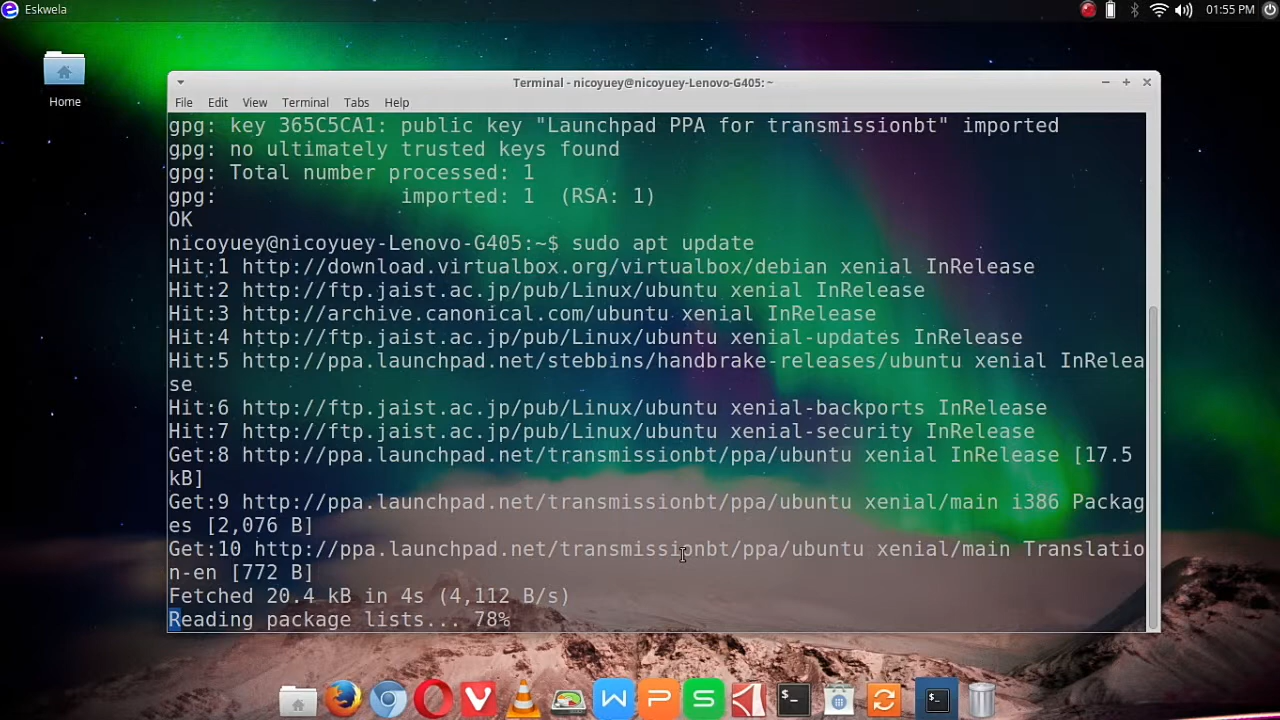 Eskwela
01:55 PM
Home
Terminal - nicoyuey@nicoyuey-Lenovo-G405: ~
File Edit View Terminal Tabs Help
gpg: key 365C5CA1: public key "Launchpad PPA for transmissionbt" imported
gpg: no ultimately trusted keys found
gpg: Total number processed: 1
gpg:                imported: 1  (RSA: 1)
OK
nicoyuey@nicoyuey-Lenovo-G405:~$ sudo apt update
Hit:1 http://download.virtualbox.org/virtualbox/debian xenial InRelease
Hit:2 http://ftp.jaist.ac.jp/pub/Linux/ubuntu xenial InRelease
Hit:3 http://archive.canonical.com/ubuntu xenial InRelease
Hit:4 http://ftp.jaist.ac.jp/pub/Linux/ubuntu xenial-updates InRelease
Hit:5 http://ppa.launchpad.net/stebbins/handbrake-releases/ubuntu xenial InRelea
se
Hit:6 http://ftp.jaist.ac.jp/pub/Linux/ubuntu xenial-backports InRelease
Hit:7 http://ftp.jaist.ac.jp/pub/Linux/ubuntu xenial-security InRelease
Get:8 http://ppa.launchpad.net/transmissionbt/ppa/ubuntu xenial InRelease [17.5
kB]
Get:9 http://ppa.launchpad.net/transmissionbt/ppa/ubuntu xenial/main i386 Packag
es [2,076 B]
Get:10 http://ppa.launchpad.net/transmissionbt/ppa/ubuntu xenial/main Translatio
n-en [772 B]
Fetched 20.4 kB in 4s (4,112 B/s)
Reading package lists... 78%